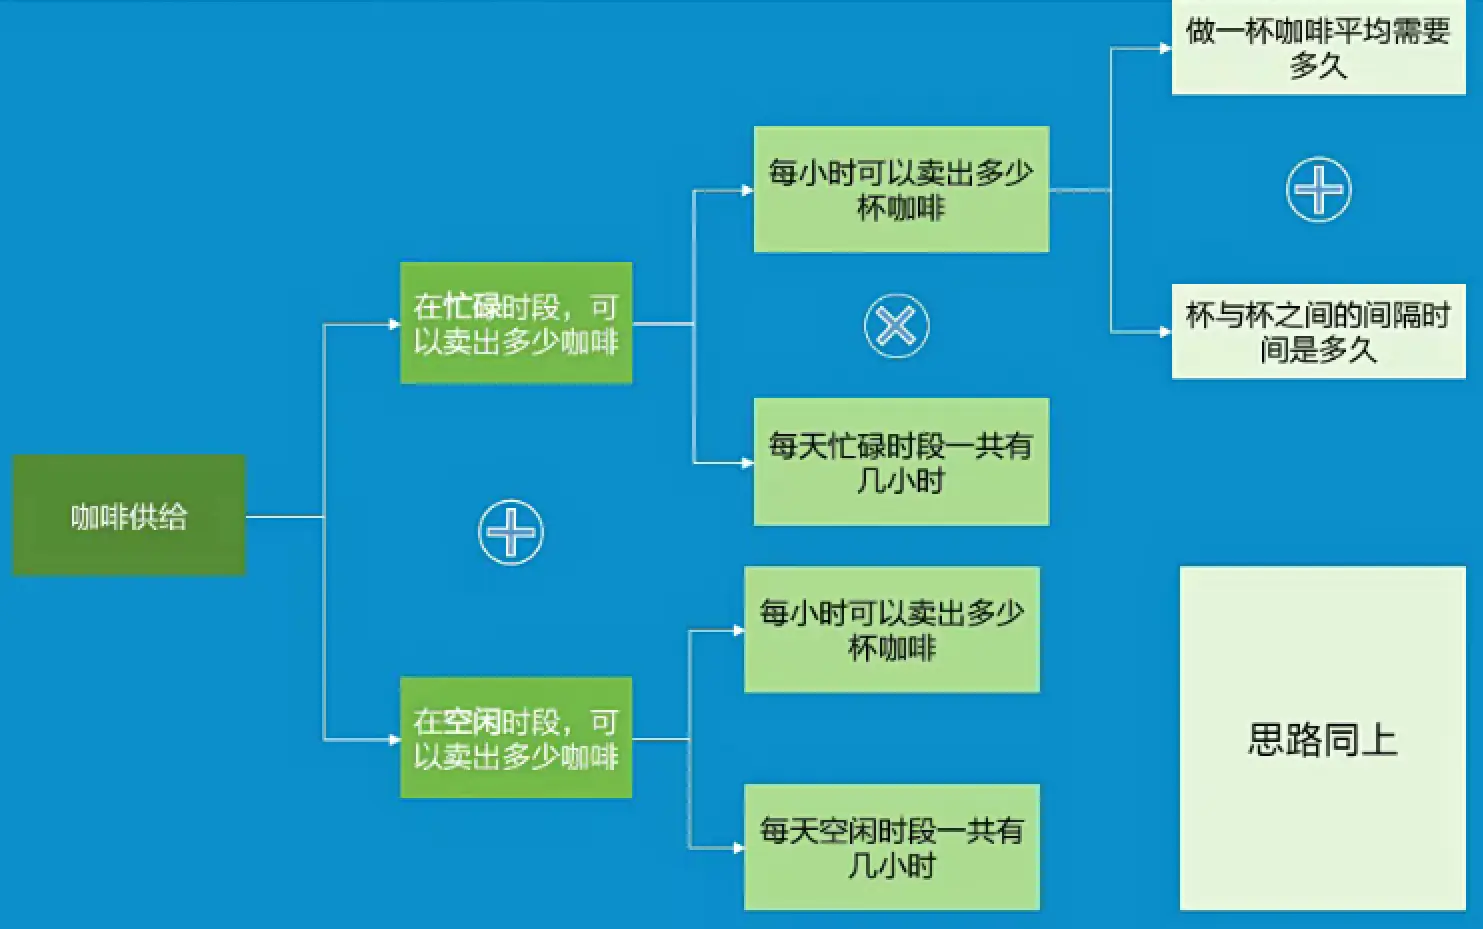 做一杯咖啡平均需要
多久
每小时可以卖出多少
杯咖啡
在忙碌时段，可
以卖出多少咖啡
杯与杯之间的间隔时
间是多久
每天忙碌时段一共有
几小时
咖啡供给
每小时可以卖出多少
杯咖啡
在空闲时段，可
以卖出多少咖啡
思路同上
每天空闲时段一共有
几小时